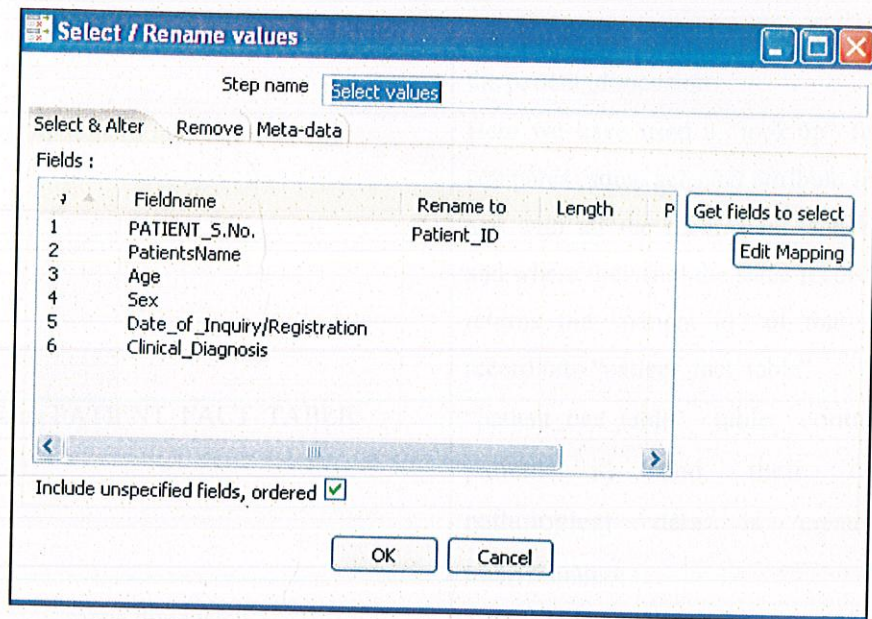 Select / Rename values
Step name Select values
Select & Alter Remove Meta-data
Fields :
Fieldname Rename to Length P Get fields to select
1 PATIENT_S.No. Patient_ID
Edit Mapping
2 PatientsName
3 Age
4 Sex
5 Date_of_Inquiry/Registration
6 Clinical_Diagnosis
Include unspecified fields, ordered
OK Cancel